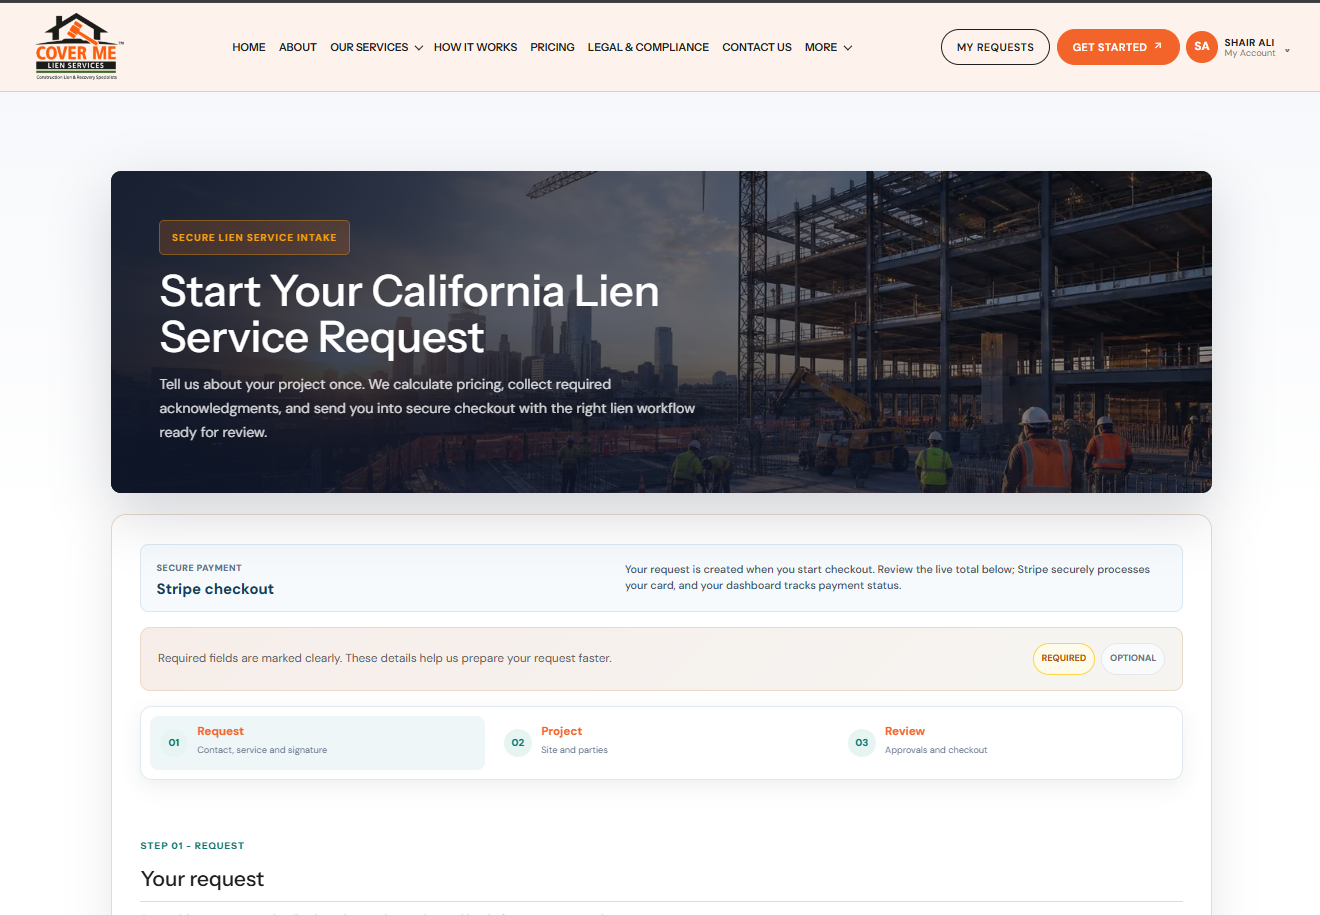 COVER ME
TM
LIEN SERVICES
Construction Lien & Recovery Specialists
HOME
ABOUT
OUR SERVICES
HOW IT WORKS
PRICING
LEGAL & COMPLIANCE
CONTACT US
MORE
MY REQUESTS
GET STARTED
SA
SHAIR ALI
My Account
SECURE LIEN SERVICE INTAKE
Start Your California Lien
Service Request
Tell us about your project once. We calculate pricing, collect required
acknowledgments, and send you into secure checkout with the right lien workflow
ready for review.
SECURE PAYMENT
Stripe checkout
Your request is created when you start checkout. Review the live total below; Stripe securely processes
your card, and your dashboard tracks payment status.
Required fields are marked clearly. These details help us prepare your request faster.
REQUIRED
OPTIONAL
01
Request
Contact, service and signature
02
Project
Site and parties
03
Review
Approvals and checkout
STEP 01 - REQUEST
Your request